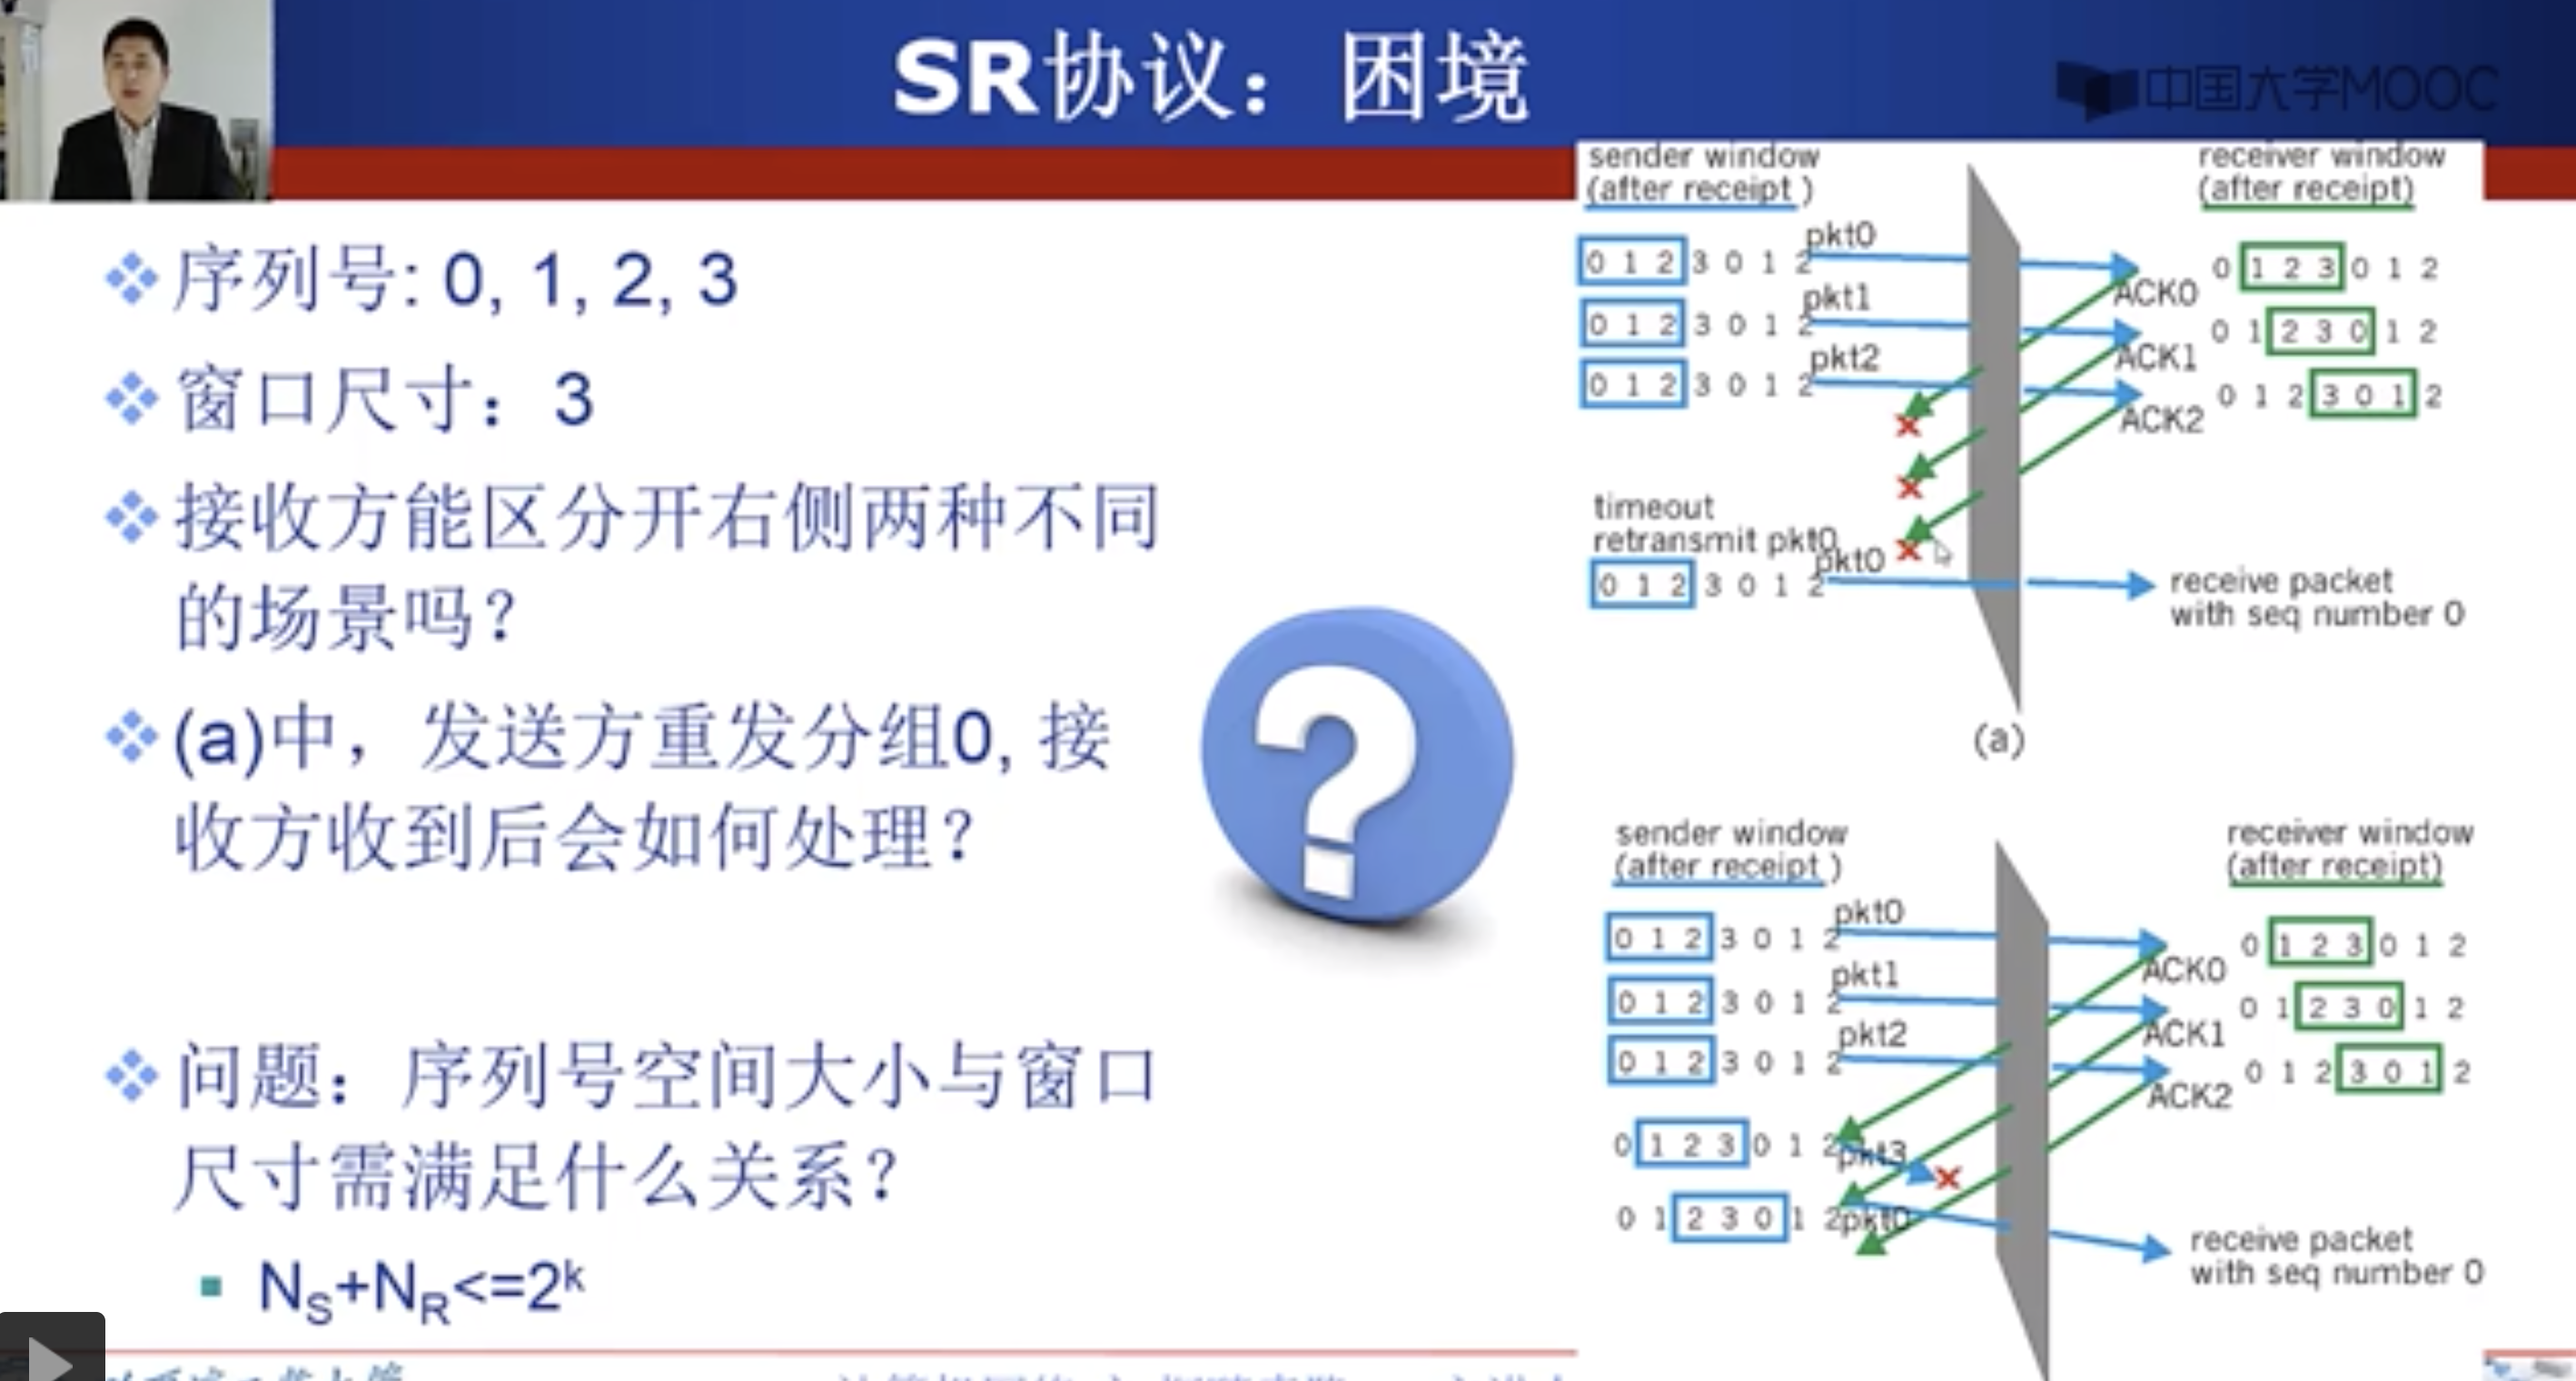 SR协议：困境
中国大学MOOC
序列号: 0, 1, 2, 3
窗口尺寸：3
接收方能区分开右侧两种不同
的场景吗？
(a)中，发送方重发分组0, 接
收方收到后会如何处理？
问题：序列号空间大小与窗口
尺寸需满足什么关系？
NS+NR<=2k
sender window
(after receipt )
receiver window
(after receipt)
0 1 2 3 0 1 2
pkt0
ACK0
0 1 2 3 0 1 2
0 1 2 3 0 1 2
pkt1
ACK1
0 1 2 3 0 1 2
0 1 2 3 0 1 2
pkt2
ACK2
0 1 2 3 0 1 2
timeout
retransmit pkt0
0 1 2 3 0 1 2
pkt0
receive packet
with seq number 0
(a)
sender window
(after receipt )
receiver window
(after receipt)
0 1 2 3 0 1 2
pkt0
ACK0
0 1 2 3 0 1 2
0 1 2 3 0 1 2
pkt1
ACK1
0 1 2 3 0 1 2
0 1 2 3 0 1 2
pkt2
ACK2
0 1 2 3 0 1 2
0 1 2 3 0 1 2
pkt3
0 1 2 3 0 1 2
pkt0
receive packet
with seq number 0